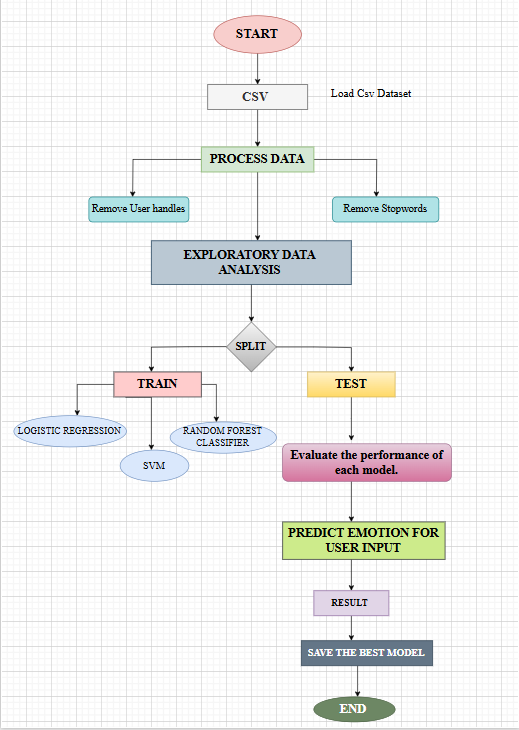 START
CSV
Load Csv Dataset
PROCESS DATA
Remove User handles
Remove Stopwords
EXPLORATORY DATA
ANALYSIS
SPLIT
TRAIN
TEST
LOGISTIC REGRESSION
RANDOM FOREST
CLASSIFIER
SVM
Evaluate the performance of
each model.
PREDICT EMOTION FOR
USER INPUT
RESULT
SAVE THE BEST MODEL
END